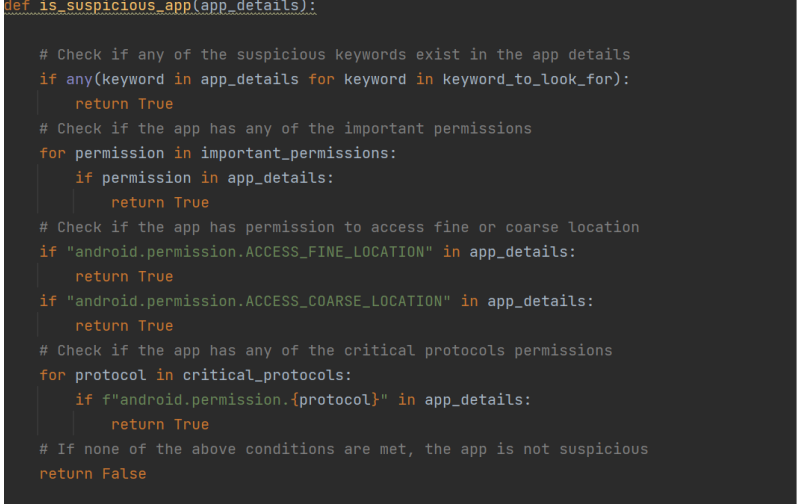 def is_suspicious_app(app_details):
# Check if any of the suspicious keywords exist in the app details
if any(keyword in app_details for keyword in keyword_to_look_for):
return True
# Check if the app has any of the important permissions
for permission in important_permissions:
if permission in app_details:
return True
# Check if the app has permission to access fine or coarse location
if "android.permission.ACCESS_FINE_LOCATION" in app_details:
return True
if "android.permission.ACCESS_COARSE_LOCATION" in app_details:
return True
# Check if the app has any of the critical protocols permissions
for protocol in critical_protocols:
if f"android.permission.{protocol}" in app_details:
return True
# If none of the above conditions are met, the app is not suspicious
return False